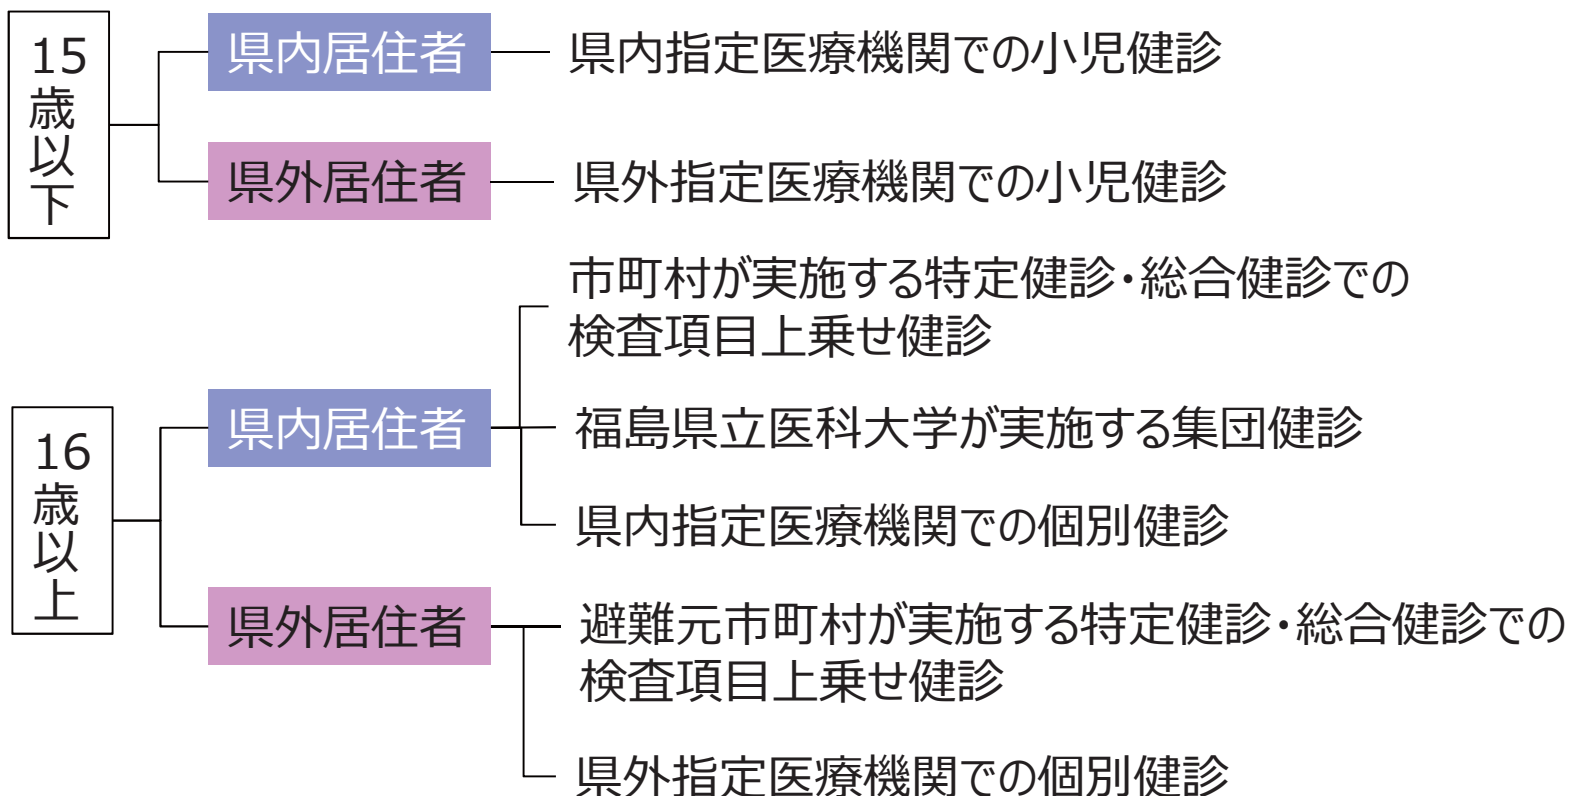 15歳以下
県内居住者
県内指定医療機関での小児健診
県外居住者
県外指定医療機関での小児健診
16歳以上
県内居住者
市町村が実施する特定健診・総合健診での
検査項目上乗せ健診
福島県立医科大学が実施する集団健診
県内指定医療機関での個別健診
県外居住者
避難元市町村が実施する特定健診・総合健診での
検査項目上乗せ健診
県外指定医療機関での個別健診